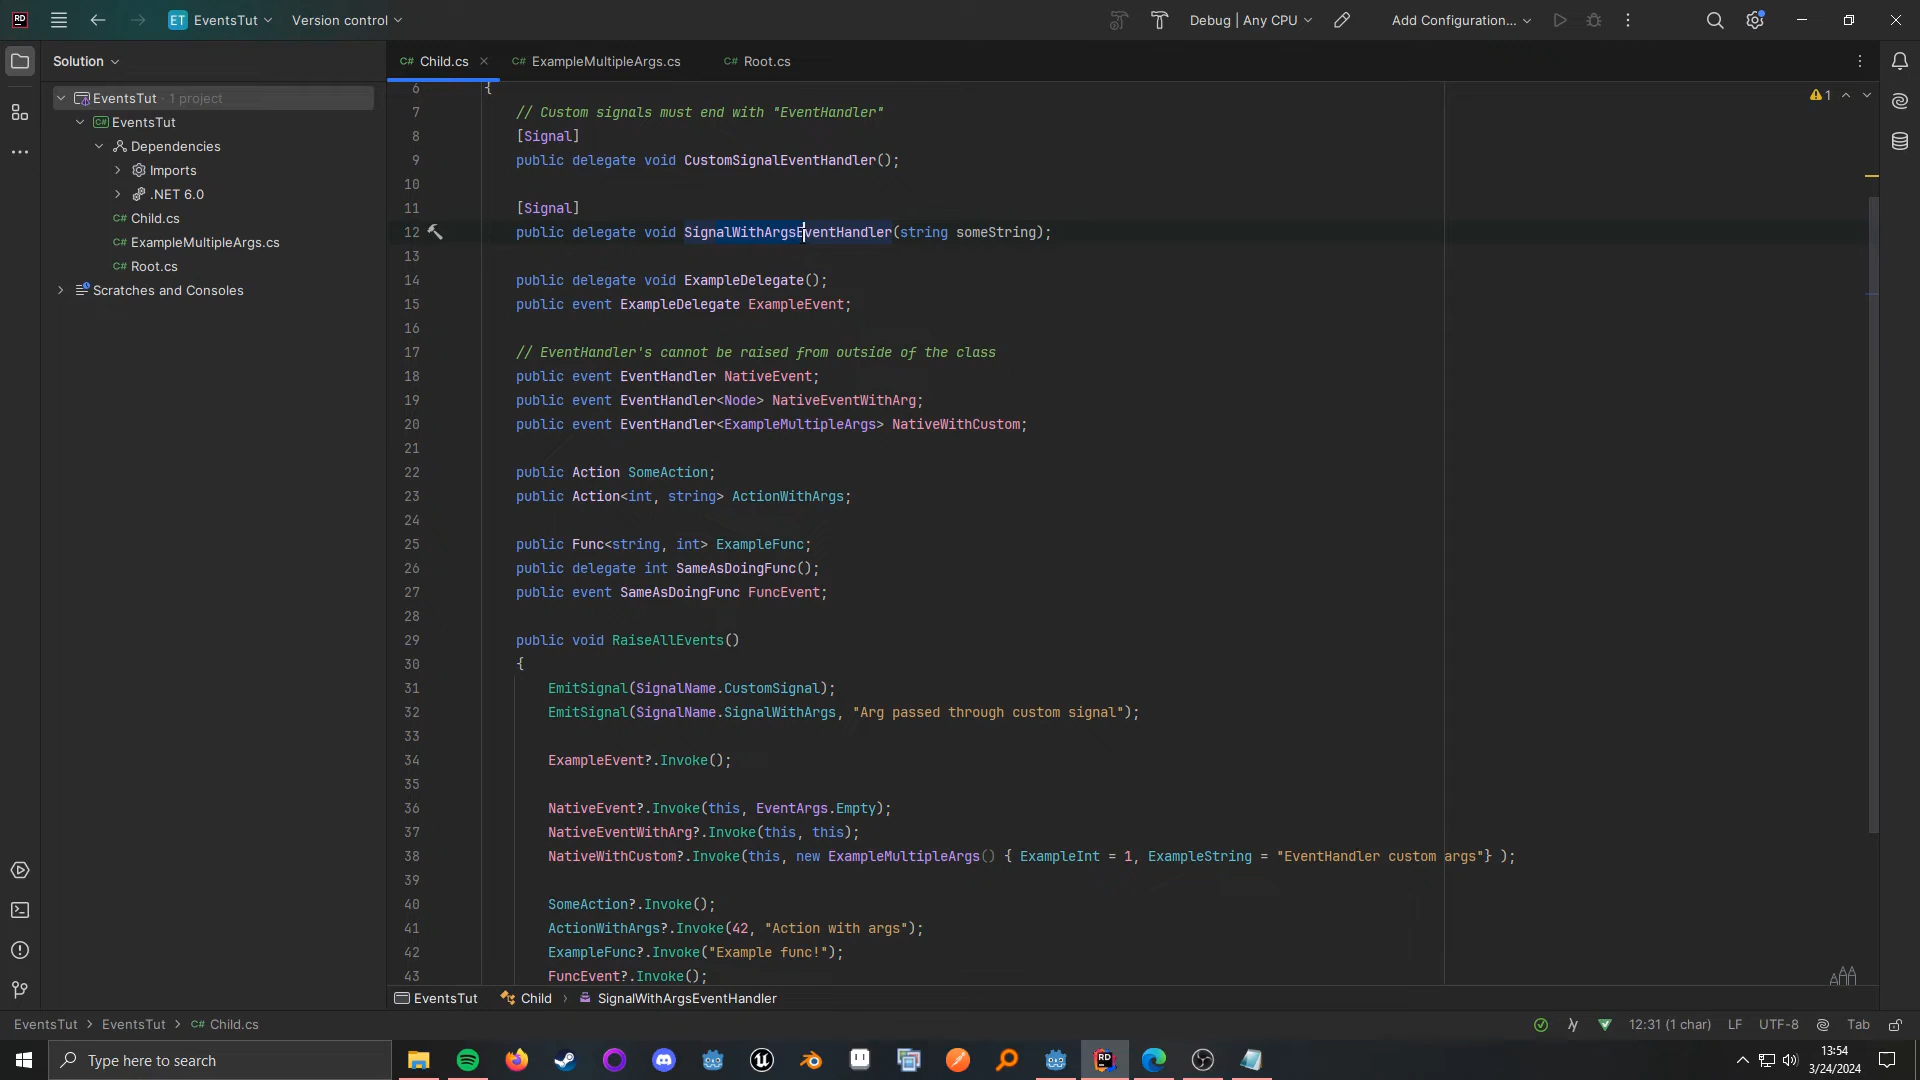 RD
ET EventsTut
Version control
Debug | Any CPU
Add Configuration...
Solution
C# Child.cs
C# ExampleMultipleArgs.cs
C# Root.cs
EventsTut · 1 project
C# EventsTut
Dependencies
Imports
.NET 6.0
C# Child.cs
C# ExampleMultipleArgs.cs
C# Root.cs
Scratches and Consoles
1
6 {
7 // Custom signals must end with "EventHandler"
8 [Signal]
9 public delegate void CustomSignalEventHandler();
10
11 [Signal]
12 public delegate void SignalWithArgsEventHandler(string someString);
13
14 public delegate void ExampleDelegate();
15 public event ExampleDelegate ExampleEvent;
16
17 // EventHandler's cannot be raised from outside of the class
18 public event EventHandler NativeEvent;
19 public event EventHandler<Node> NativeEventWithArg;
20 public event EventHandler<ExampleMultipleArgs> NativeWithCustom;
21
22 public Action SomeAction;
23 public Action<int, string> ActionWithArgs;
24
25 public Func<string, int> ExampleFunc;
26 public delegate int SameAsDoingFunc();
27 public event SameAsDoingFunc FuncEvent;
28
29 public void RaiseAllEvents()
30 {
31 EmitSignal(SignalName.CustomSignal);
32 EmitSignal(SignalName.SignalWithArgs, "Arg passed through custom signal");
33
34 ExampleEvent?.Invoke();
35
36 NativeEvent?.Invoke(this, EventArgs.Empty);
37 NativeEventWithArg?.Invoke(this, this);
38 NativeWithCustom?.Invoke(this, new ExampleMultipleArgs() { ExampleInt = 1, ExampleString = "EventHandler custom args"} );
39
40 SomeAction?.Invoke();
41 ActionWithArgs?.Invoke(42, "Action with args");
42 ExampleFunc?.Invoke("Example func!");
43 FuncEvent?.Invoke();
EventsTut
Child
SignalWithArgsEventHandler
EventsTut > EventsTut > C# Child.cs
12:31 (1 char)
LF
UTF-8
Tab
Type here to search
RD
13:54
3/24/2024